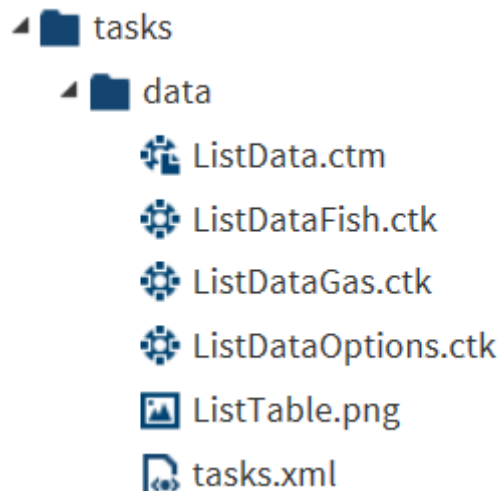 tasks
data
ListData.ctm
ListDataFish.ctk
ListDataGas.ctk
ListDataOptions.ctk
ListTable.png
tasks.xml